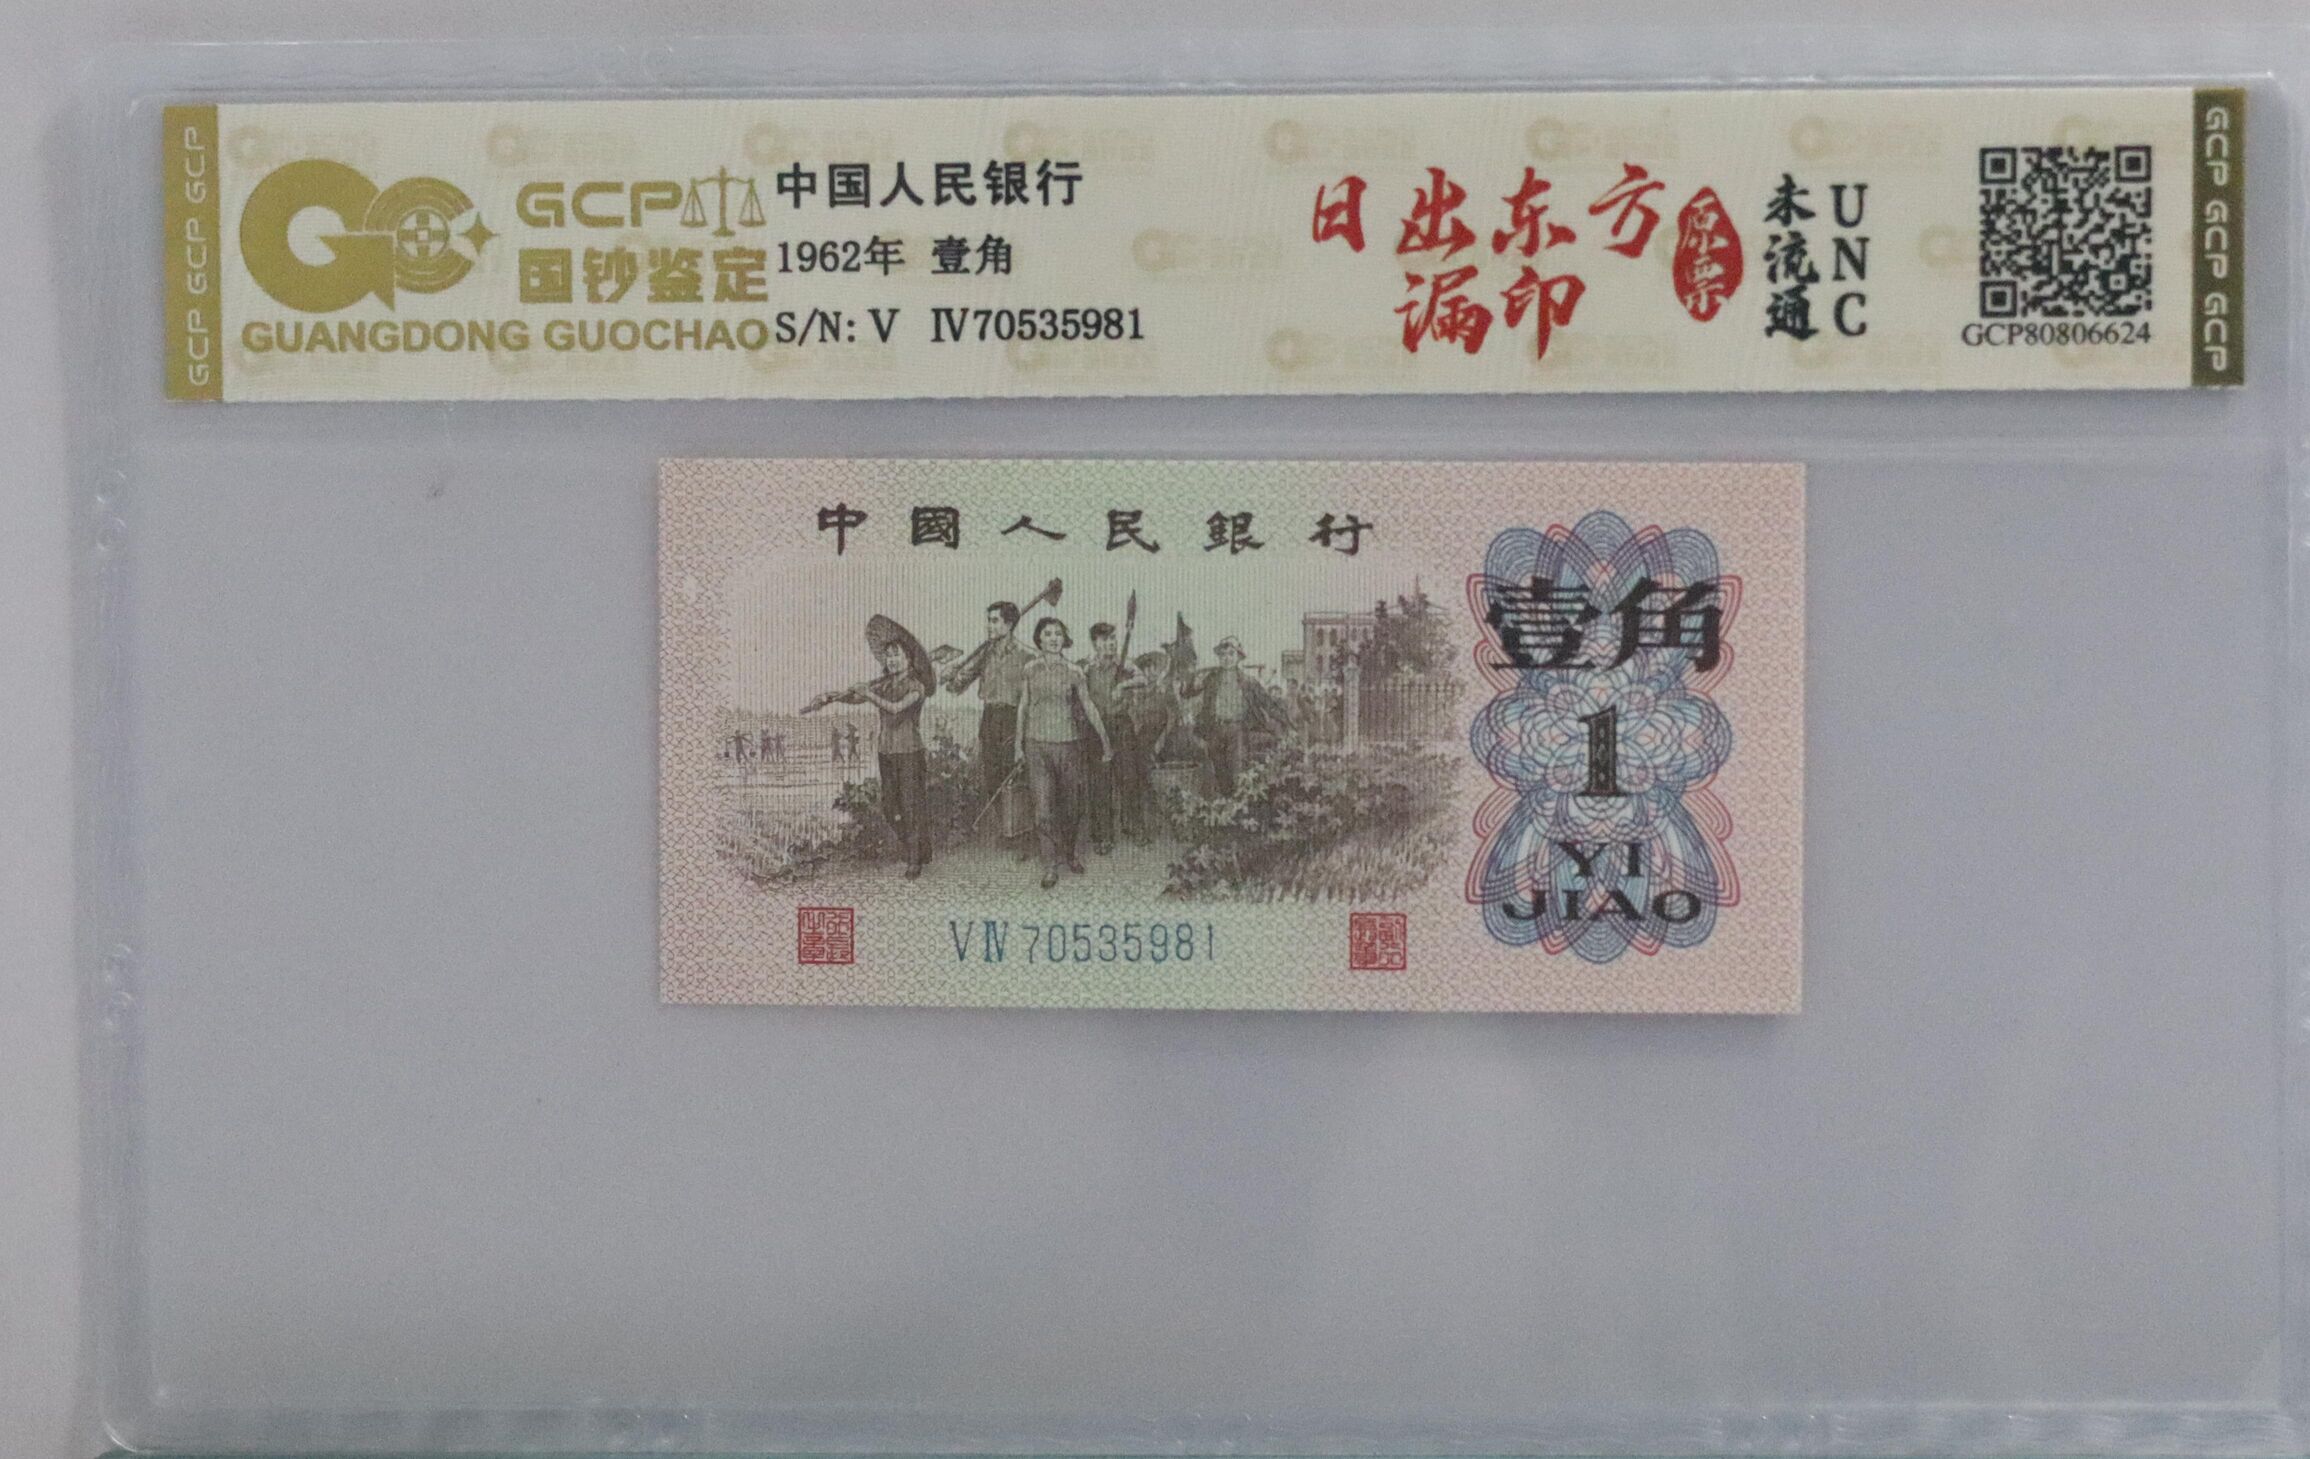 GCP GCP GCP
GCP
国钞鉴定
GUANGDONG GUOCHAO
中国人民银行
1962年 壹角
S/N: V Ⅳ70535981
日出东方
漏印
原票
未流通
UNC
GCP80806624
GCP GCP GCP
中國人民銀行
壹角
1
YI
JIAO
V Ⅳ 70535981